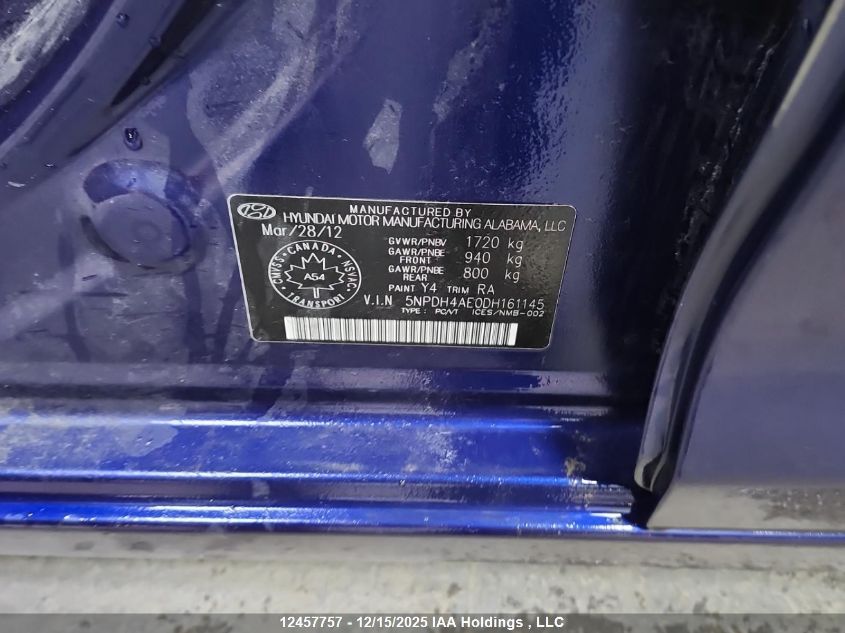 MANUFACTURED BY
HYUNDAI MOTOR MANUFACTURING ALABAMA, LLC
Mar/28/12
GVWR/PNBV 1720 kg
GAWR/PNBE FRONT 940 kg
GAWR/PNBE REAR 800 kg
CANADA
CMVSS
NSVAC
A54
TRANSPORT
PAINT Y4 TRIM RA
V.I.N 5NPDH4AE0DH161145
TYPE : PC/VT ICES/NMB-002
12457757 - 12/15/2025 IAA Holdings , LLC